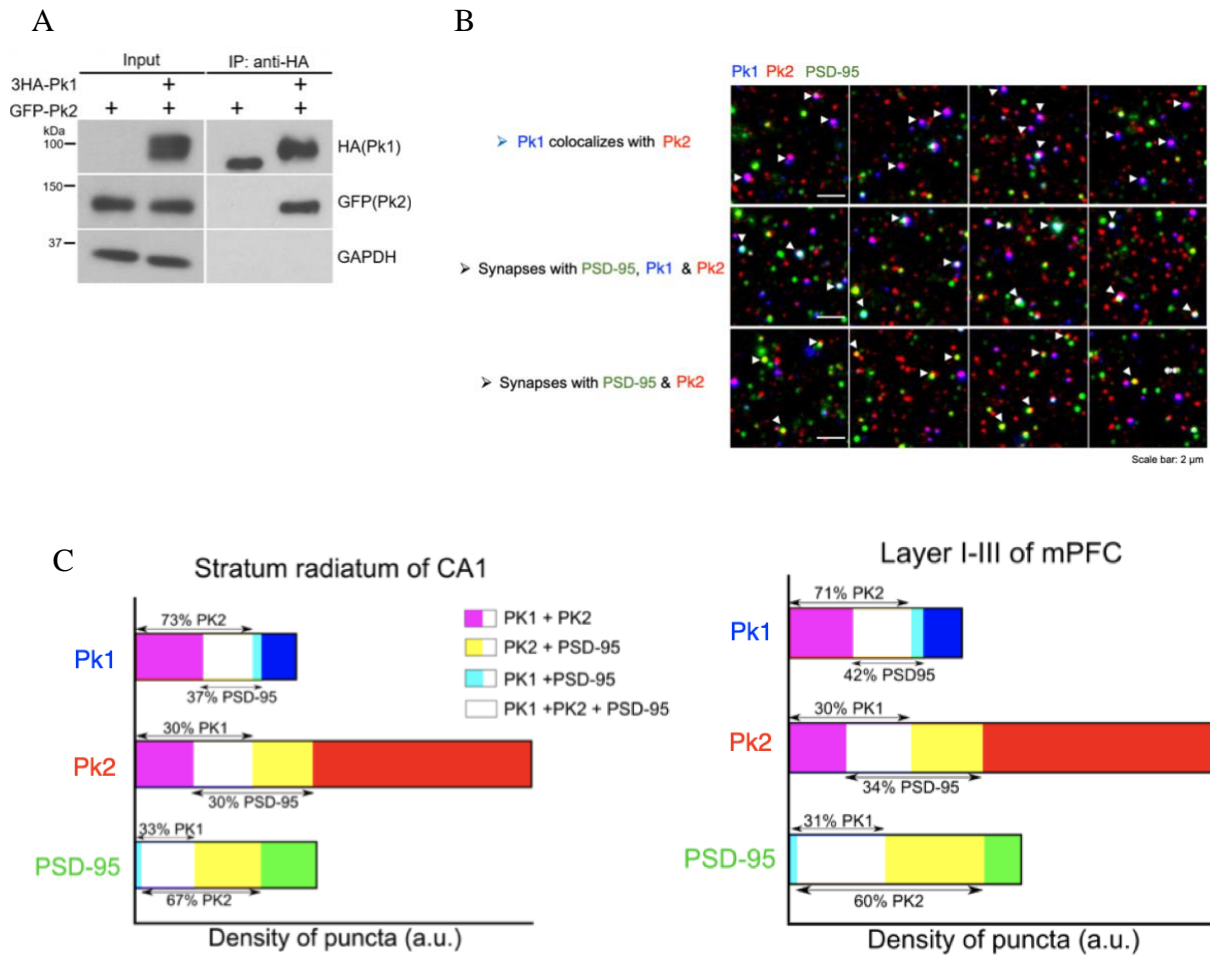 A
Input IP: anti-HA
3HA-Pk1 + +
GFP-Pk2 + + + +
kDa
100 HA(Pk1)
150
GFP(Pk2)
37
GAPDH
B
Pk1 Pk2 PSD-95
Pk1 colocalizes with Pk2
Synapses with PSD-95, Pk1 & Pk2
Synapses with PSD-95 & Pk2
Scale bar: 2 µm
C
Stratum radiatum of CA1
73% PK2
Pk1
37% PSD-95
30% PK1
Pk2
30% PSD-95
33% PK1
PSD-95
67% PK2
Density of puncta (a.u.)
PK1 + PK2
PK2 + PSD-95
PK1 +PSD-95
PK1 +PK2 + PSD-95
Layer I-III of mPFC
71% PK2
Pk1
42% PSD95
30% PK1
Pk2
34% PSD-95
31% PK1
PSD-95
60% PK2
Density of puncta (a.u.)